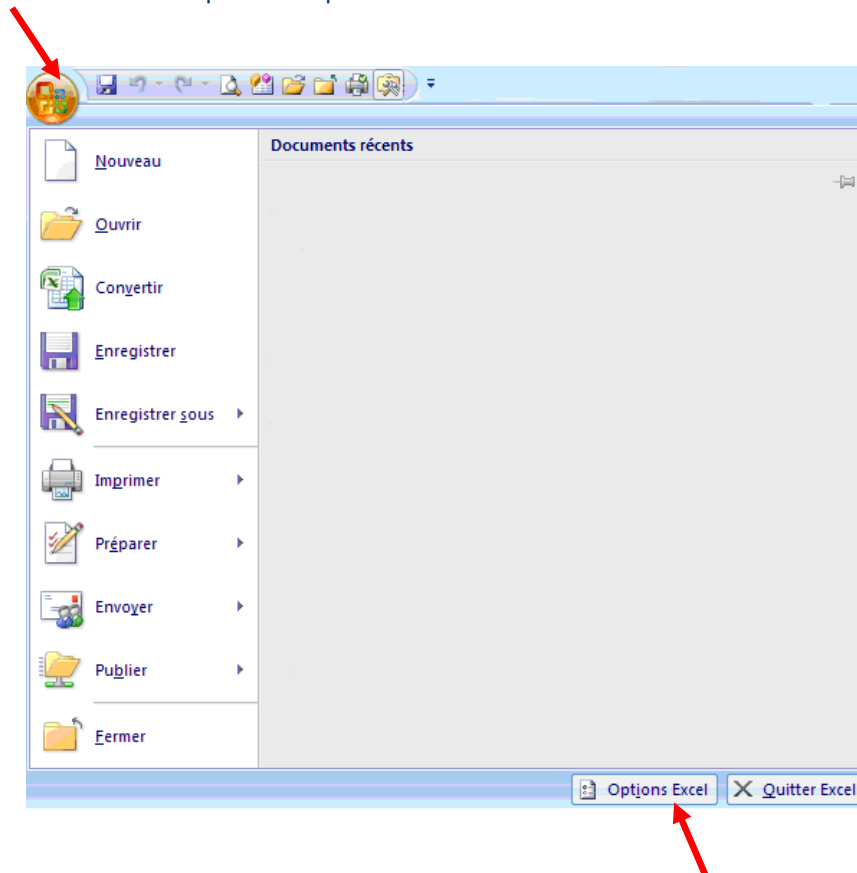 Documents récents
Nouveau
Ouvrir
Convertir
Enregistrer
Enregistrer sous
Imprimer
Préparer
Envoyer
Publier
Fermer
Options Excel
Quitter Excel